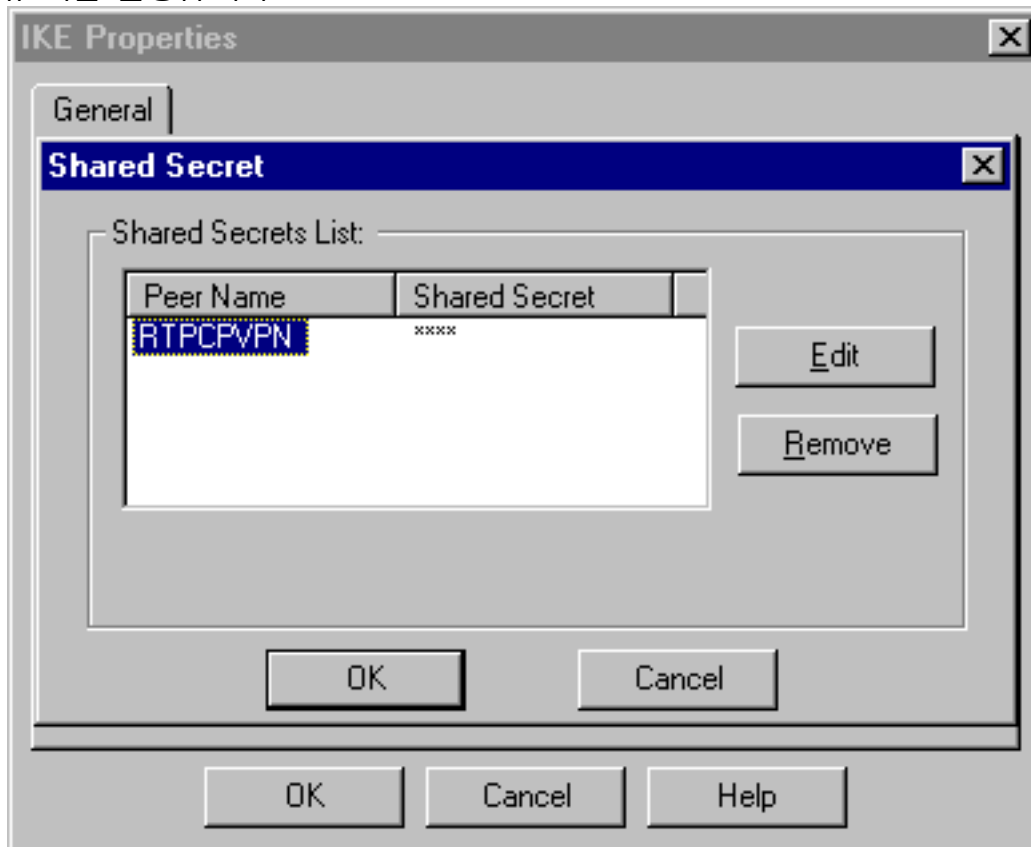 IKE Properties
General
Shared Secret
Shared Secrets List:
Peer Name Shared Secret
RTPCPVPN ****
Edit
Remove
OK Cancel
OK Cancel Help